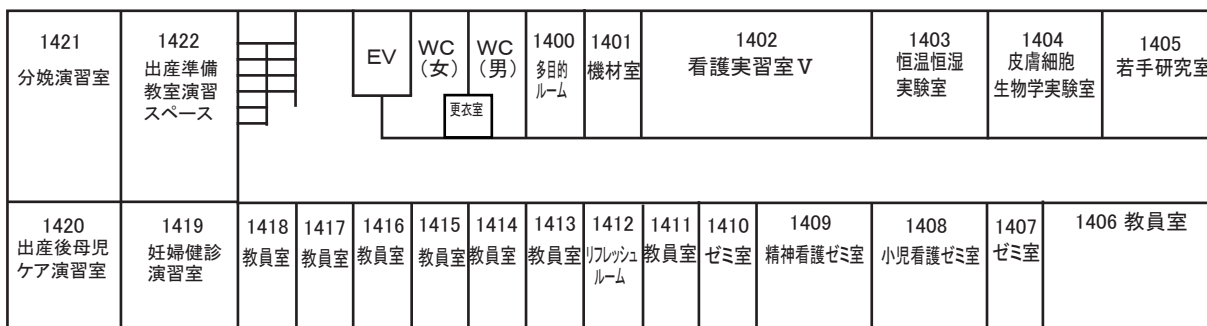 1421
分娩演習室
1422
出産準備
教室演習
スペース
EV
WC
（女）
WC
（男）
更衣室
1400
多目的
ルーム
1401
機材室
1402
看護実習室Ⅴ
1403
恒温恒湿
実験室
1404
皮膚細胞
生物学実験室
1405
若手研究室
1420
出産後母児
ケア演習室
1419
妊婦健診
演習室
1418
教員室
1417
教員室
1416
教員室
1415
教員室
1414
教員室
1413
教員室
1412
リフレッシュ
ルーム
1411
教員室
1410
ゼミ室
1409
精神看護ゼミ室
1408
小児看護ゼミ室
1407
ゼミ室
1406 教員室